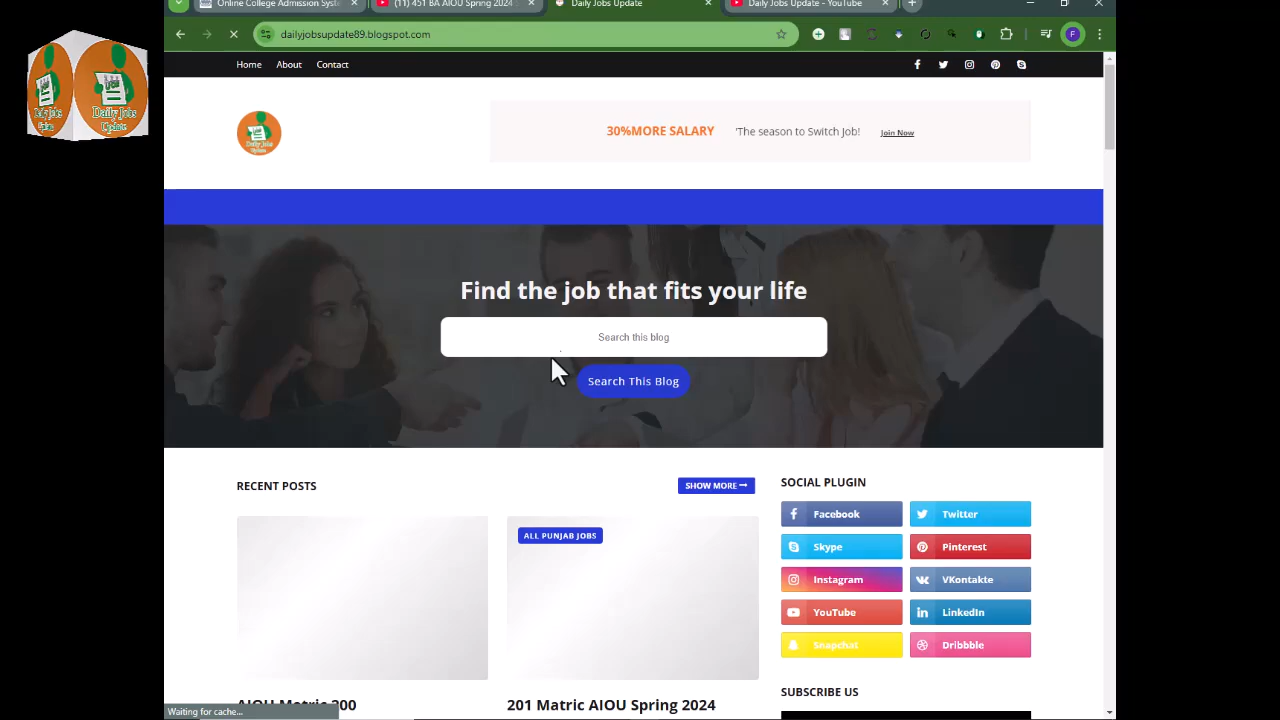 Online College Admission Syst
(11) 451 BA AIOU Spring 2024
Daily Jobs Update
Daily Jobs Update - YouTube
dailyjobsupdate89.blogspot.com
F
Home About Contact
Daily Jobs
Update
30%MORE SALARY 'The season to Switch Job! Join Now
Find the job that fits your life
Search this blog
Search This Blog
RECENT POSTS
SHOW MORE
ALL PUNJAB JOBS
AIOU Matric 200
201 Matric AIOU Spring 2024
SOCIAL PLUGIN
Facebook Twitter
Skype Pinterest
Instagram VKontakte
YouTube LinkedIn
Snapchat Dribbble
SUBSCRIBE US
Waiting for cache...